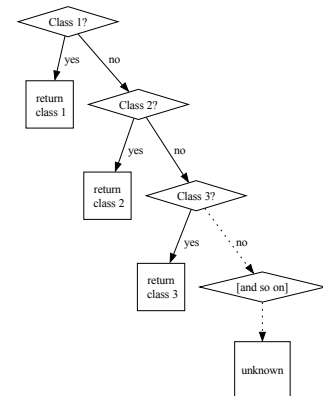 Class 1?
yes
no
return
class 1
Class 2?
yes
no
return
class 2
Class 3?
yes
no
return
class 3
[and so on]
unknown